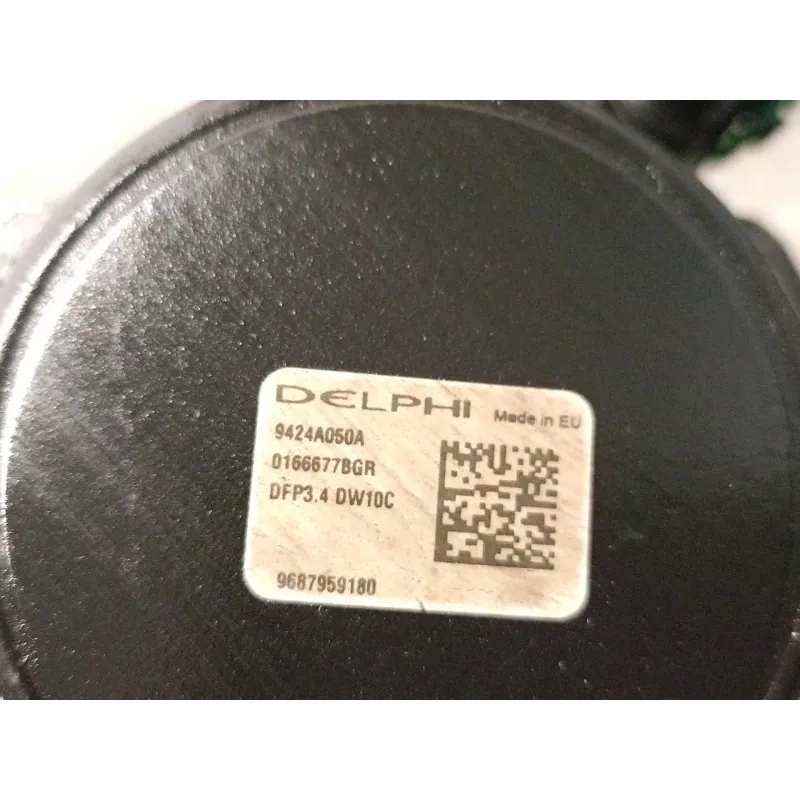 DELPHI Made in EU
9424A050A
0166677BGR
DFP3.4 DW10C
9687959180